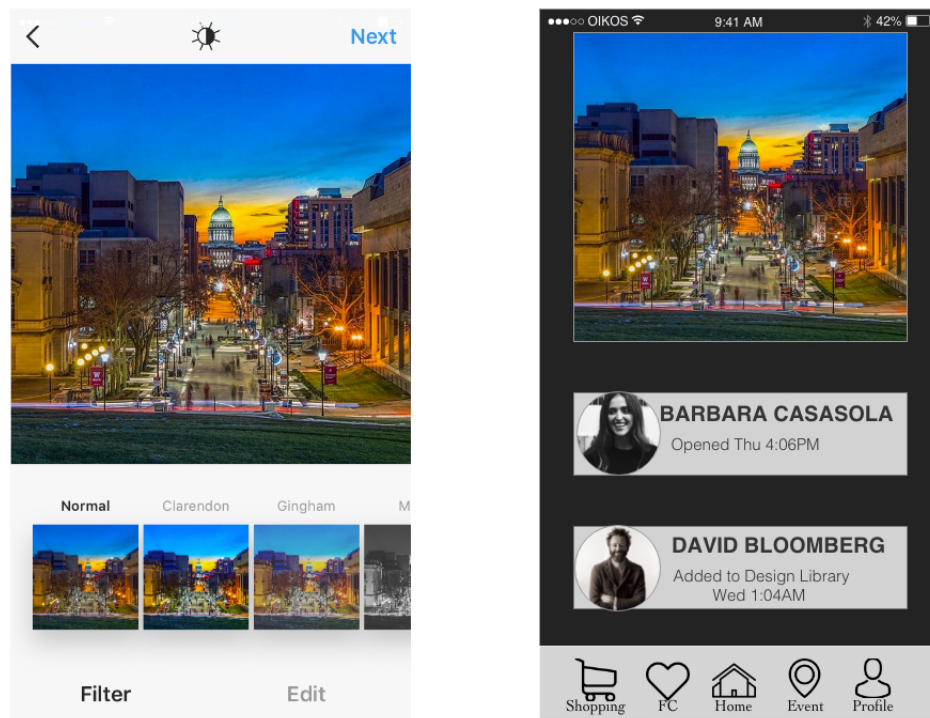 Next
Normal Clarendon Gingham M
Filter Edit
OIKOS 9:41 AM 42%
BARBARA CASASOLA
Opened Thu 4:06PM
DAVID BLOOMBERG
Added to Design Library
Wed 1:04AM
Shopping FC Home Event Profile